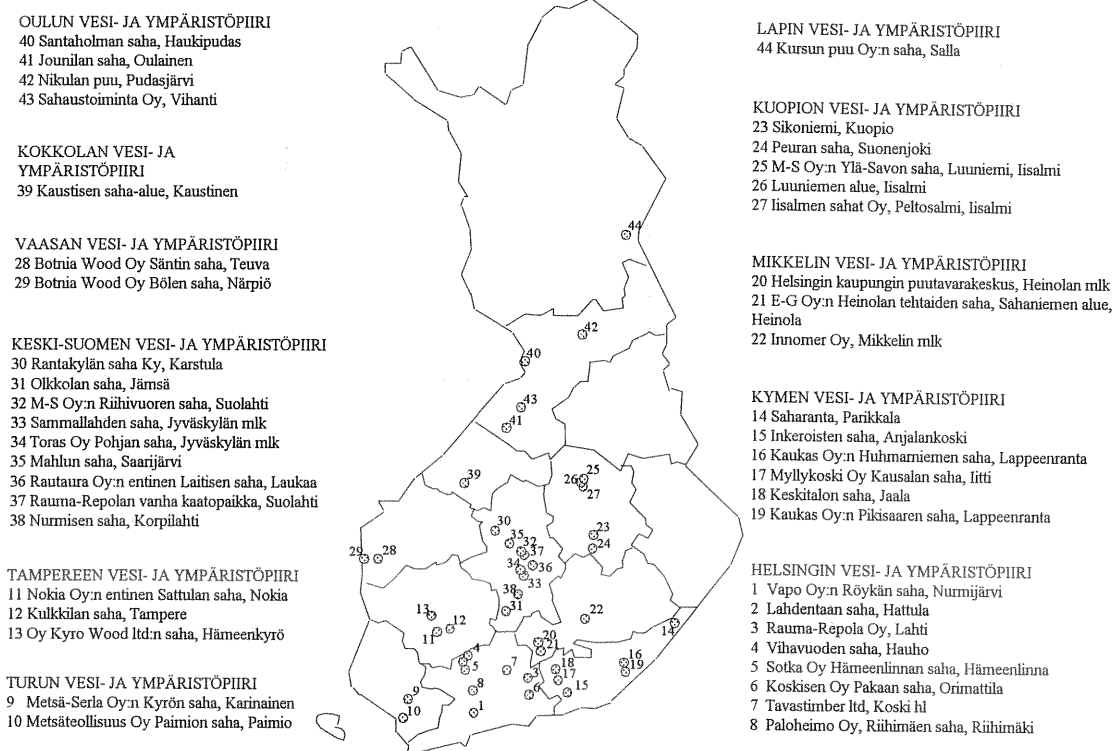 OULUN VESI- JA YMPÄRISTÖPIIRI
40 Santaholman saha, Haukipudas
41 Jounilan saha, Oulainen
42 Nikulan puu, Pudasjärvi
43 Sahaustoiminta Oy, Vihanti
KOKKOLAN VESI- JA
YMPÄRISTÖPIIRI
39 Kaustisen saha-alue, Kaustinen
VAASAN VESI- JA YMPÄRISTÖPIIRI
28 Botnia Wood Oy Säntin saha, Teuva
29 Botnia Wood Oy Bölen saha, Närpiö
KESKI-SUOMEN VESI- JA YMPÄRISTÖPIIRI
30 Rantakylän saha Ky, Karstula
31 Olkkolan saha, Jämsä
32 M-S Oy:n Riihivuoren saha, Suolahti
33 Sammallahden saha, Jyväskylän mlk
34 Toras Oy Pohjan saha, Jyväskylän mlk
35 Mahlun saha, Saarijärvi
36 Rautaura Oy:n entinen Laitisen saha, Laukaa
37 Rauma-Repolan vanha kaatopaikka, Suolahti
38 Nurmisen saha, Korpilahti
TAMPEREEN VESI- JA YMPÄRISTÖPIIRI
11 Nokia Oy:n entinen Sattulan saha, Nokia
12 Kulkkilan saha, Tampere
13 Oy Kyro Wood ltd:n saha, Hämeenkyrö
TURUN VESI- JA YMPÄRISTÖPIIRI
9 Metsä-Serla Oy:n Kyrön saha, Karinainen
10 Metsäteollisuus Oy Paimion saha, Paimio
44
42
40
43
41
39
25
26
27
30
35
32
37
34
36
33
38
31
23
24
29
28
13
12
11
22
14
20
21
4
5
7
3
18
17
16
19
8
6
15
9
10
1
LAPIN VESI- JA YMPÄRISTÖPIIRI
44 Kursun puu Oy:n saha, Salla
KUOPION VESI- JA YMPÄRISTÖPIIRI
23 Sikoniemi, Kuopio
24 Peuran saha, Suonenjoki
25 M-S Oy:n Ylä-Savon saha, Luuniemi, Iisalmi
26 Luuniemen alue, Iisalmi
27 Iisalmen sahat Oy, Peltosalmi, Iisalmi
MIKKELIN VESI- JA YMPÄRISTÖPIIRI
20 Helsingin kaupungin puutavarakeskus, Heinolan mlk
21 E-G Oy:n Heinolan tehtaiden saha, Sahaniemen alue,
Heinola
22 Innomer Oy, Mikkelin mlk
KYMEN VESI- JA YMPÄRISTÖPIIRI
14 Saharanta, Parikkala
15 Inkeroisten saha, Anjalankoski
16 Kaukas Oy:n Huhmarniemen saha, Lappeenranta
17 Myllykoski Oy Kausalan saha, Iitti
18 Keskitalon saha, Jaala
19 Kaukas Oy:n Pikisaaren saha, Lappeenranta
HELSINGIN VESI- JA YMPÄRISTÖPIIRI
1 Vapo Oy:n Röykän saha, Nurmijärvi
2 Lahdentaan saha, Hattula
3 Rauma-Repola Oy, Lahti
4 Vihavuoden saha, Hauho
5 Sotka Oy Hämeenlinnan saha, Hämeenlinna
6 Koskisen Oy Pakaan saha, Orimattila
7 Tavastimber ltd, Koski hl
8 Paloheimo Oy, Riihimäen saha, Riihimäki